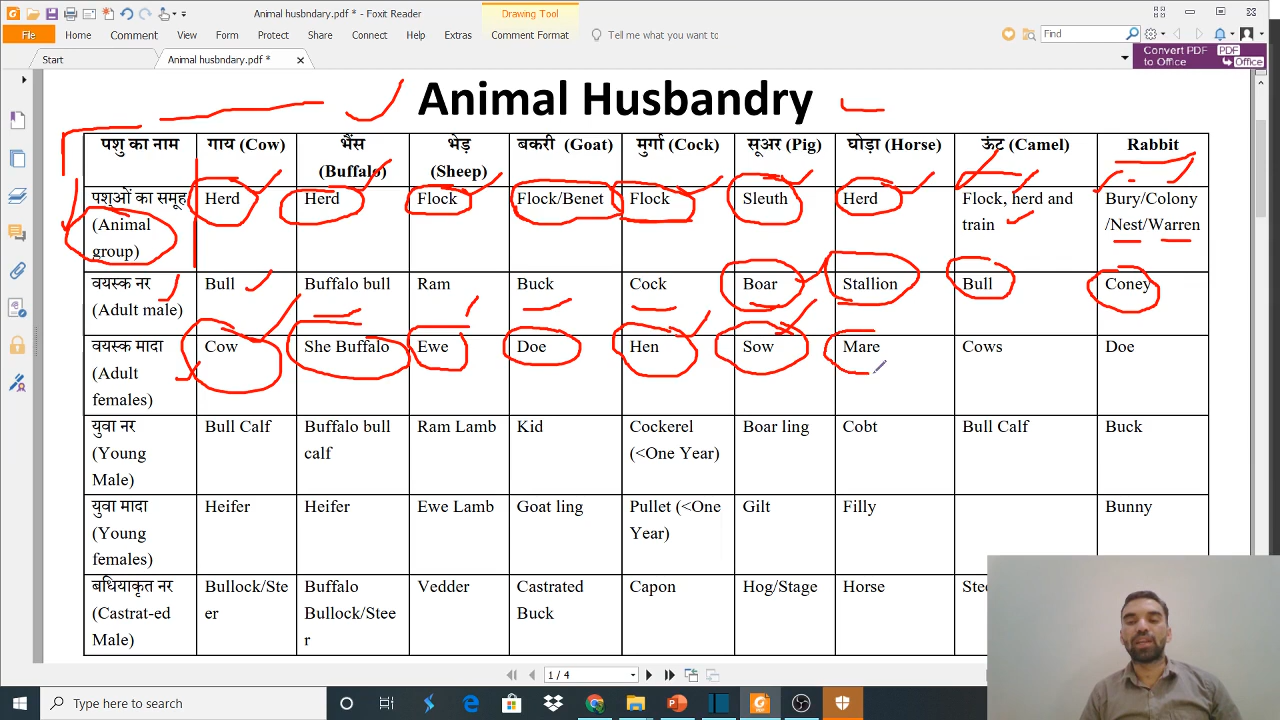 Animal husbndary.pdf * - Foxit Reader
Drawing Tool
File Home Comment View Form Protect Share Connect Help Extras Comment Format Tell me what you want to Find
Start Animal husbndary.pdf * Convert PDF to Office PDF Office
Animal Husbandry
पशु का नाम गाय (Cow) भैंस (Buffalo) भेड़ (Sheep) बकरी (Goat) मुर्गा (Cock) सूअर (Pig) घोड़ा (Horse) ऊंट (Camel) Rabbit
पशुओं का समूह (Animal group) Herd Herd Flock Flock/Benet Flock Sleuth Herd Flock, herd and train Bury/Colony /Nest/Warren
वयस्क नर (Adult male) Bull Buffalo bull Ram Buck Cock Boar Stallion Bull Coney
वयस्क मादा (Adult females) Cow She Buffalo Ewe Doe Hen Sow Mare Cows Doe
युवा नर (Young Male) Bull Calf Buffalo bull calf Ram Lamb Kid Cockerel (<One Year) Boar ling Cobt Bull Calf Buck
युवा मादा (Young females) Heifer Heifer Ewe Lamb Goat ling Pullet (<One Year) Gilt Filly Bunny
बधियाकृत नर (Castrat-ed Male) Bullock/Stee er Buffalo Bullock/Stee r Vedder Castrated Buck Capon Hog/Stage Horse
1 / 4
Type here to search